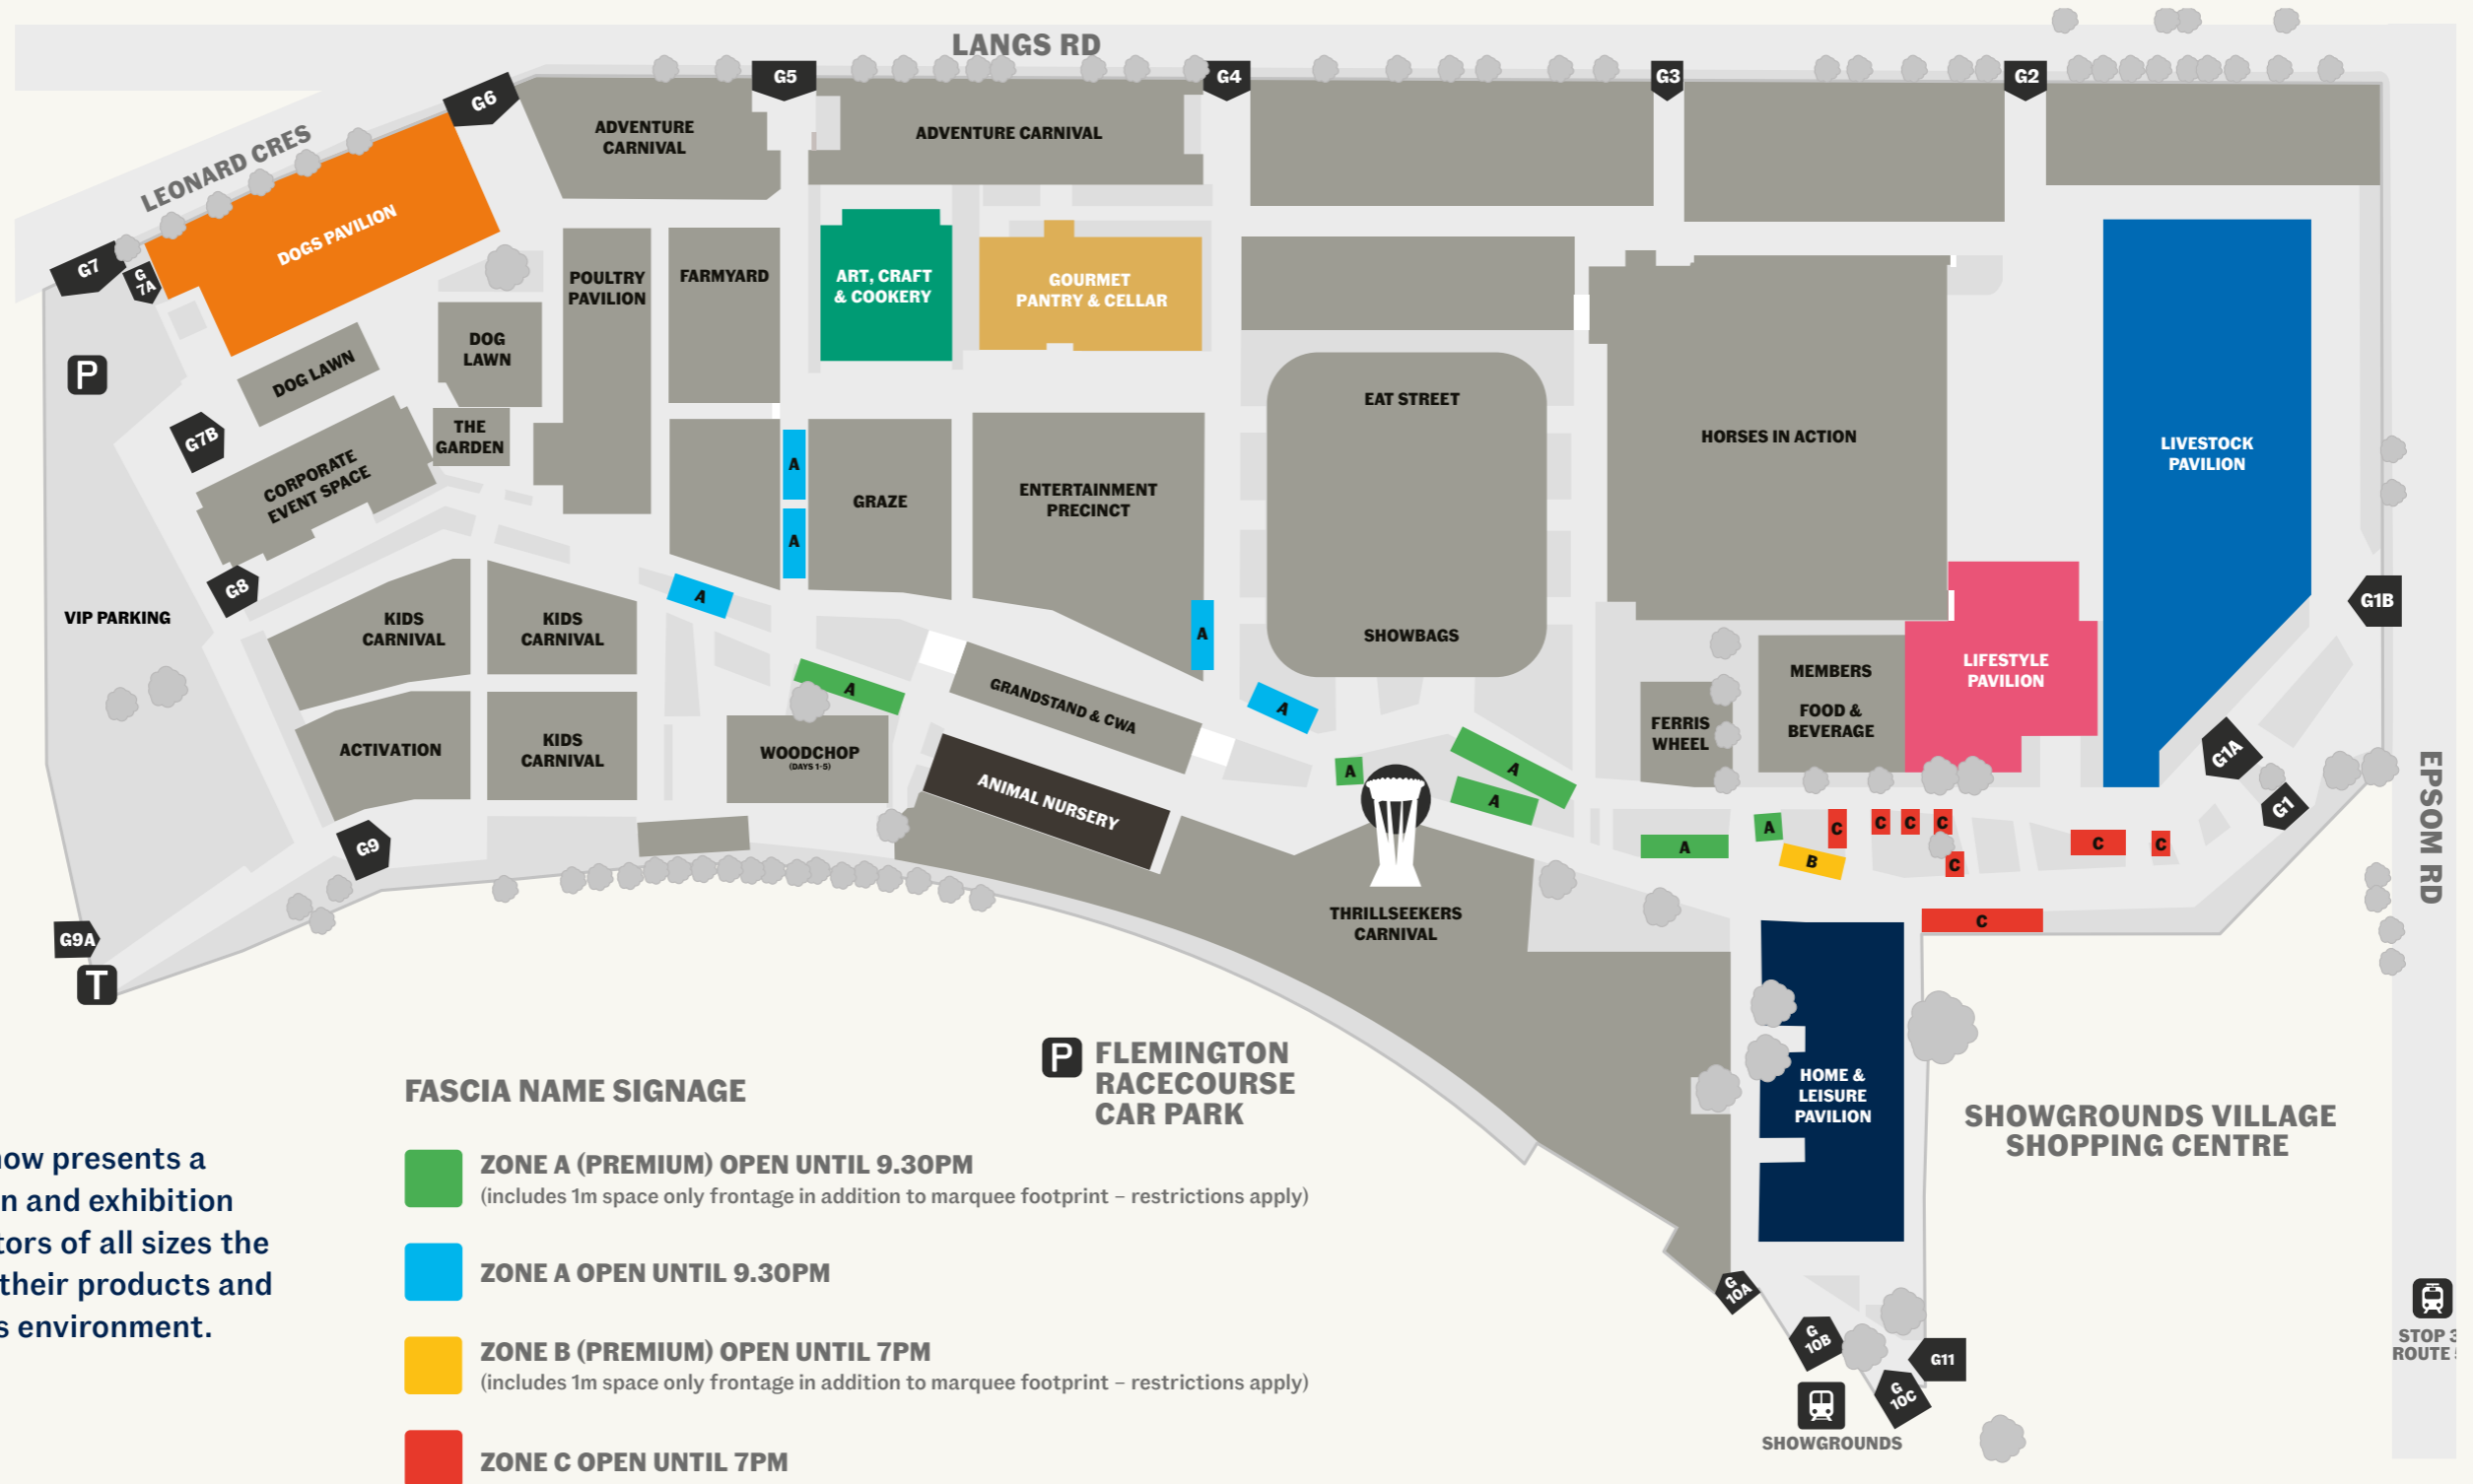 LANGS RD
G5
G4
G3
G2
G6
LEONARD CRES
ADVENTURE
CARNIVAL
ADVENTURE CARNIVAL
DOGS PAVILION
G7
G
7A
POULTRY
PAVILION
FARMYARD
ART, CRAFT
& COOKERY
GOURMET
PANTRY & CELLAR
P
DOG
LAWN
DOG LAWN
THE
GARDEN
G7B
CORPORATE
EVENT SPACE
A
A
GRAZE
ENTERTAINMENT
PRECINCT
EAT STREET
HORSES IN ACTION
LIVESTOCK
PAVILION
G8
VIP PARKING
KIDS
CARNIVAL
KIDS
CARNIVAL
A
A
SHOWBAGS
G1B
A
A
GRANDSTAND & CWA
MEMBERS
FOOD &
BEVERAGE
LIFESTYLE
PAVILION
FERRIS
WHEEL
ACTIVATION
KIDS
CARNIVAL
WOODCHOP
(DAYS 1-5)
ANIMAL NURSERY
A
A
A
G1A
G1
EPSOM RD
G9
A
A
B
C
C
C
C
C
C
C
C
THRILLSEEKERS
CARNIVAL
G9A
T
HOME &
LEISURE
PAVILION
P
FLEMINGTON
RACECOURSE
CAR PARK
SHOWGROUNDS VILLAGE
SHOPPING CENTRE
FASCIA NAME SIGNAGE
ZONE A (PREMIUM) OPEN UNTIL 9.30PM
(includes 1m space only frontage in addition to marquee footprint – restrictions apply)
ZONE A OPEN UNTIL 9.30PM
ZONE B (PREMIUM) OPEN UNTIL 7PM
(includes 1m space only frontage in addition to marquee footprint – restrictions apply)
ZONE C OPEN UNTIL 7PM
presents a
and exhibition
of all sizes the
their products and
environment.
G
10A
G
10B
G11
G
10C
SHOWGROUNDS
STOP
ROUTE